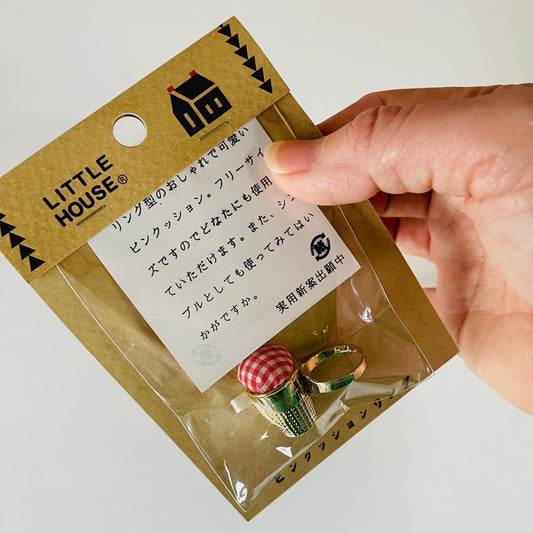 LITTLE
HOUSE®
リング型のおしゃれで可愛い
ピンクッション。フリーサイ
ズですのでどなたにも使用
ていただけます。また、シン
プルとしても使ってみてはい
かがですか。
実用新案出願中
ピンクッションリング